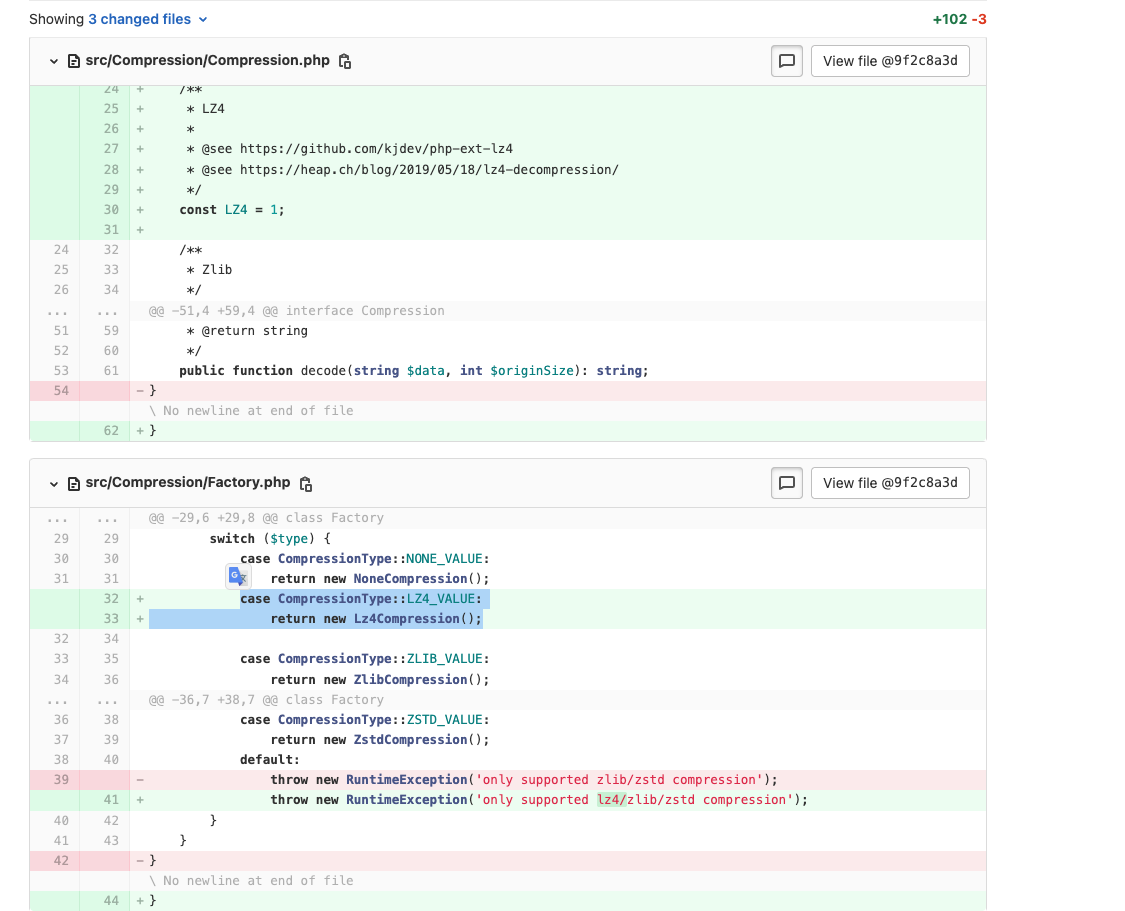 Showing 3 changed files
+102 -3
src/Compression/Compression.php
View file @9f2c8a3d
24 + /**
25 + * LZ4
26 + *
27 + * @see https://github.com/kjdev/php-ext-lz4
28 + * @see https://heap.ch/blog/2019/05/18/lz4-decompression/
29 + */
30 + const LZ4 = 1;
31 +
24 32 /**
25 33 * Zlib
26 34 */
... ... @@ -51,4 +59,4 @@ interface Compression
51 59 * @return string
52 60 */
53 61 public function decode(string $data, int $originSize): string;
54 - }
\ No newline at end of file
62 + }
src/Compression/Factory.php
View file @9f2c8a3d
... ... @@ -29,6 +29,8 @@ class Factory
29 29 switch ($type) {
30 30 case CompressionType::NONE_VALUE:
31 31 return new NoneCompression();
32 + case CompressionType::LZ4_VALUE:
33 + return new Lz4Compression();
32 34
33 35 case CompressionType::ZLIB_VALUE:
34 36 return new ZlibCompression();
... ... @@ -36,7 +38,7 @@ class Factory
36 38 case CompressionType::ZSTD_VALUE:
37 39 return new ZstdCompression();
38 40 default:
39 - throw new RuntimeException('only supported zlib/zstd compression');
41 + throw new RuntimeException('only supported lz4/zlib/zstd compression');
40 42 }
41 43 }
42 - }
\ No newline at end of file
44 + }